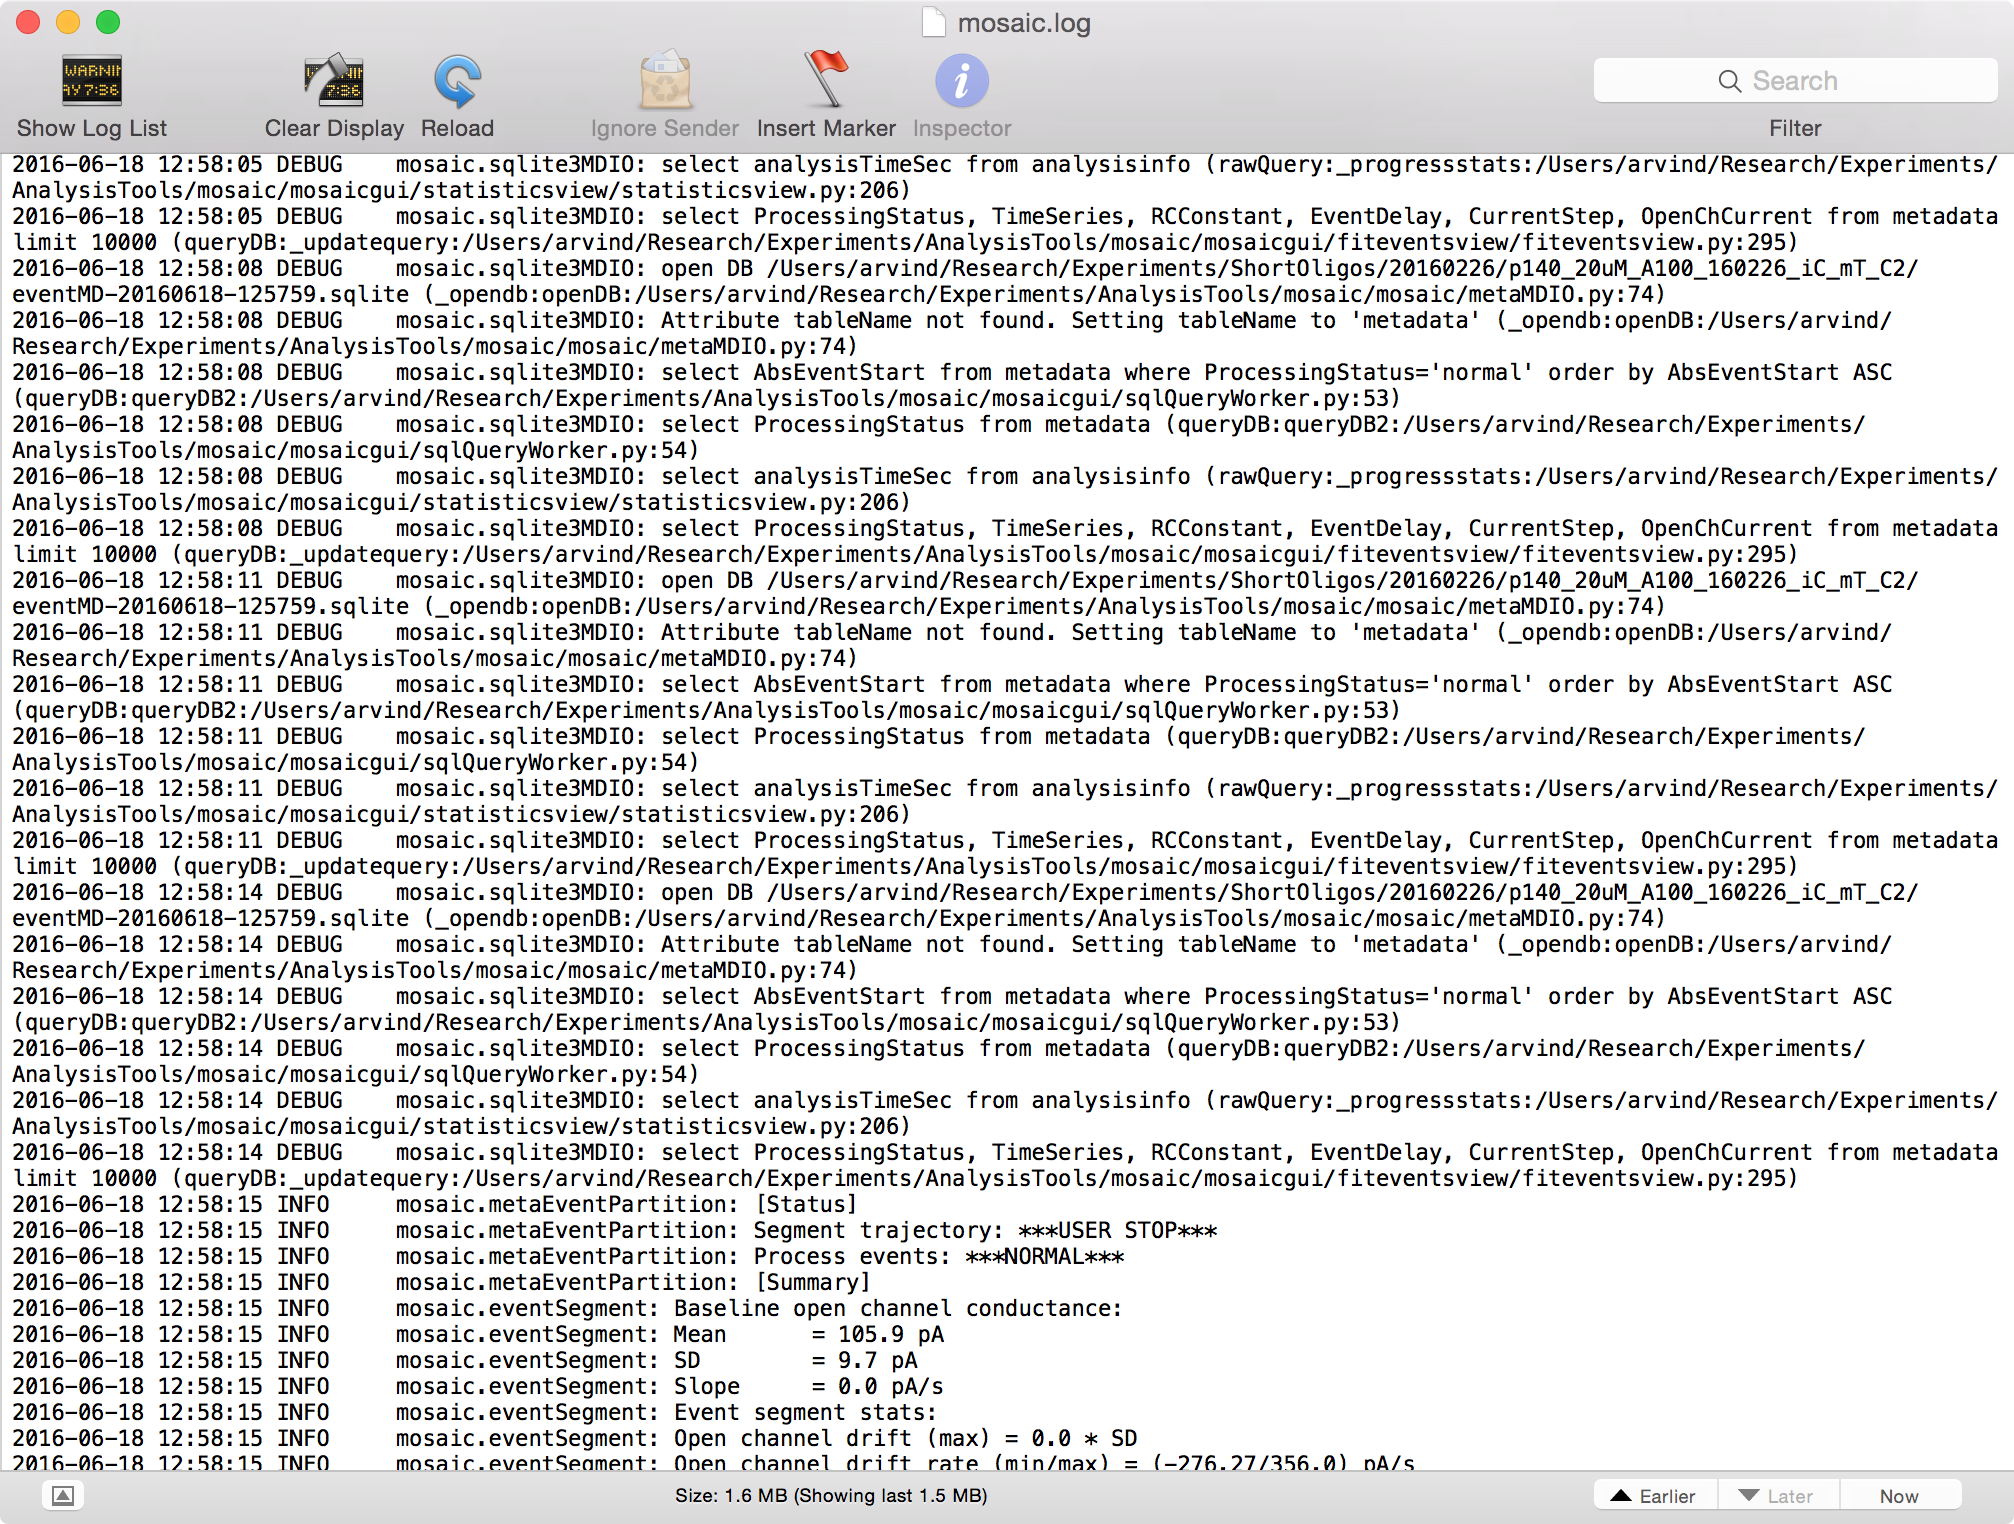 mosaic.log
WARNIN
AY 7:36
7:36
Show Log List
Clear Display
Reload
Ignore Sender
Insert Marker
Inspector
Search
Filter
2016-06-18 12:58:05 DEBUG    mosaic.sqlite3MDIO: select analysisTimeSec from analysisinfo (rawQuery:_progressstats:/Users/arvind/Research/Experiments/
AnalysisTools/mosaic/mosaicgui/statisticsview/statisticsview.py:206)
2016-06-18 12:58:05 DEBUG    mosaic.sqlite3MDIO: select ProcessingStatus, TimeSeries, RCConstant, EventDelay, CurrentStep, OpenChCurrent from metadata
limit 10000 (queryDB:_updatequery:/Users/arvind/Research/Experiments/AnalysisTools/mosaic/mosaicgui/fiteventsview/fiteventsview.py:295)
2016-06-18 12:58:08 DEBUG    mosaic.sqlite3MDIO: open DB /Users/arvind/Research/Experiments/ShortOligos/20160226/p140_20uM_A100_160226_iC_mT_C2/
eventMD-20160618-125759.sqlite (_opendb:openDB:/Users/arvind/Research/Experiments/AnalysisTools/mosaic/mosaic/metaMDIO.py:74)
2016-06-18 12:58:08 DEBUG    mosaic.sqlite3MDIO: Attribute tableName not found. Setting tableName to 'metadata' (_opendb:openDB:/Users/arvind/
Research/Experiments/AnalysisTools/mosaic/mosaic/metaMDIO.py:74)
2016-06-18 12:58:08 DEBUG    mosaic.sqlite3MDIO: select AbsEventStart from metadata where ProcessingStatus='normal' order by AbsEventStart ASC
(queryDB:queryDB2:/Users/arvind/Research/Experiments/AnalysisTools/mosaic/mosaicgui/sqlQueryWorker.py:53)
2016-06-18 12:58:08 DEBUG    mosaic.sqlite3MDIO: select ProcessingStatus from metadata (queryDB:queryDB2:/Users/arvind/Research/Experiments/
AnalysisTools/mosaic/mosaicgui/sqlQueryWorker.py:54)
2016-06-18 12:58:08 DEBUG    mosaic.sqlite3MDIO: select analysisTimeSec from analysisinfo (rawQuery:_progressstats:/Users/arvind/Research/Experiments/
AnalysisTools/mosaic/mosaicgui/statisticsview/statisticsview.py:206)
2016-06-18 12:58:08 DEBUG    mosaic.sqlite3MDIO: select ProcessingStatus, TimeSeries, RCConstant, EventDelay, CurrentStep, OpenChCurrent from metadata
limit 10000 (queryDB:_updatequery:/Users/arvind/Research/Experiments/AnalysisTools/mosaic/mosaicgui/fiteventsview/fiteventsview.py:295)
2016-06-18 12:58:11 DEBUG    mosaic.sqlite3MDIO: open DB /Users/arvind/Research/Experiments/ShortOligos/20160226/p140_20uM_A100_160226_iC_mT_C2/
eventMD-20160618-125759.sqlite (_opendb:openDB:/Users/arvind/Research/Experiments/AnalysisTools/mosaic/mosaic/metaMDIO.py:74)
2016-06-18 12:58:11 DEBUG    mosaic.sqlite3MDIO: Attribute tableName not found. Setting tableName to 'metadata' (_opendb:openDB:/Users/arvind/
Research/Experiments/AnalysisTools/mosaic/mosaic/metaMDIO.py:74)
2016-06-18 12:58:11 DEBUG    mosaic.sqlite3MDIO: select AbsEventStart from metadata where ProcessingStatus='normal' order by AbsEventStart ASC
(queryDB:queryDB2:/Users/arvind/Research/Experiments/AnalysisTools/mosaic/mosaicgui/sqlQueryWorker.py:53)
2016-06-18 12:58:11 DEBUG    mosaic.sqlite3MDIO: select ProcessingStatus from metadata (queryDB:queryDB2:/Users/arvind/Research/Experiments/
AnalysisTools/mosaic/mosaicgui/sqlQueryWorker.py:54)
2016-06-18 12:58:11 DEBUG    mosaic.sqlite3MDIO: select analysisTimeSec from analysisinfo (rawQuery:_progressstats:/Users/arvind/Research/Experiments/
AnalysisTools/mosaic/mosaicgui/statisticsview/statisticsview.py:206)
2016-06-18 12:58:11 DEBUG    mosaic.sqlite3MDIO: select ProcessingStatus, TimeSeries, RCConstant, EventDelay, CurrentStep, OpenChCurrent from metadata
limit 10000 (queryDB:_updatequery:/Users/arvind/Research/Experiments/AnalysisTools/mosaic/mosaicgui/fiteventsview/fiteventsview.py:295)
2016-06-18 12:58:14 DEBUG    mosaic.sqlite3MDIO: open DB /Users/arvind/Research/Experiments/ShortOligos/20160226/p140_20uM_A100_160226_iC_mT_C2/
eventMD-20160618-125759.sqlite (_opendb:openDB:/Users/arvind/Research/Experiments/AnalysisTools/mosaic/mosaic/metaMDIO.py:74)
2016-06-18 12:58:14 DEBUG    mosaic.sqlite3MDIO: Attribute tableName not found. Setting tableName to 'metadata' (_opendb:openDB:/Users/arvind/
Research/Experiments/AnalysisTools/mosaic/mosaic/metaMDIO.py:74)
2016-06-18 12:58:14 DEBUG    mosaic.sqlite3MDIO: select AbsEventStart from metadata where ProcessingStatus='normal' order by AbsEventStart ASC
(queryDB:queryDB2:/Users/arvind/Research/Experiments/AnalysisTools/mosaic/mosaicgui/sqlQueryWorker.py:53)
2016-06-18 12:58:14 DEBUG    mosaic.sqlite3MDIO: select ProcessingStatus from metadata (queryDB:queryDB2:/Users/arvind/Research/Experiments/
AnalysisTools/mosaic/mosaicgui/sqlQueryWorker.py:54)
2016-06-18 12:58:14 DEBUG    mosaic.sqlite3MDIO: select analysisTimeSec from analysisinfo (rawQuery:_progressstats:/Users/arvind/Research/Experiments/
AnalysisTools/mosaic/mosaicgui/statisticsview/statisticsview.py:206)
2016-06-18 12:58:14 DEBUG    mosaic.sqlite3MDIO: select ProcessingStatus, TimeSeries, RCConstant, EventDelay, CurrentStep, OpenChCurrent from metadata
limit 10000 (queryDB:_updatequery:/Users/arvind/Research/Experiments/AnalysisTools/mosaic/mosaicgui/fiteventsview/fiteventsview.py:295)
2016-06-18 12:58:15 INFO     mosaic.metaEventPartition: [Status]
2016-06-18 12:58:15 INFO     mosaic.metaEventPartition: Segment trajectory: ***USER STOP***
2016-06-18 12:58:15 INFO     mosaic.metaEventPartition: Process events: ***NORMAL***
2016-06-18 12:58:15 INFO     mosaic.metaEventPartition: [Summary]
2016-06-18 12:58:15 INFO     mosaic.eventSegment: Baseline open channel conductance:
2016-06-18 12:58:15 INFO     mosaic.eventSegment: Mean      = 105.9 pA
2016-06-18 12:58:15 INFO     mosaic.eventSegment: SD        = 9.7 pA
2016-06-18 12:58:15 INFO     mosaic.eventSegment: Slope     = 0.0 pA/s
2016-06-18 12:58:15 INFO     mosaic.eventSegment: Event segment stats:
2016-06-18 12:58:15 INFO     mosaic.eventSegment: Open channel drift (max) = 0.0 * SD
2016-06-18 12:58:15 INFO     mosaic.eventSegment: Open channel drift rate (min/max) = (-276.27/356.0) pA/s
Size: 1.6 MB (Showing last 1.5 MB)
Earlier
Later
Now